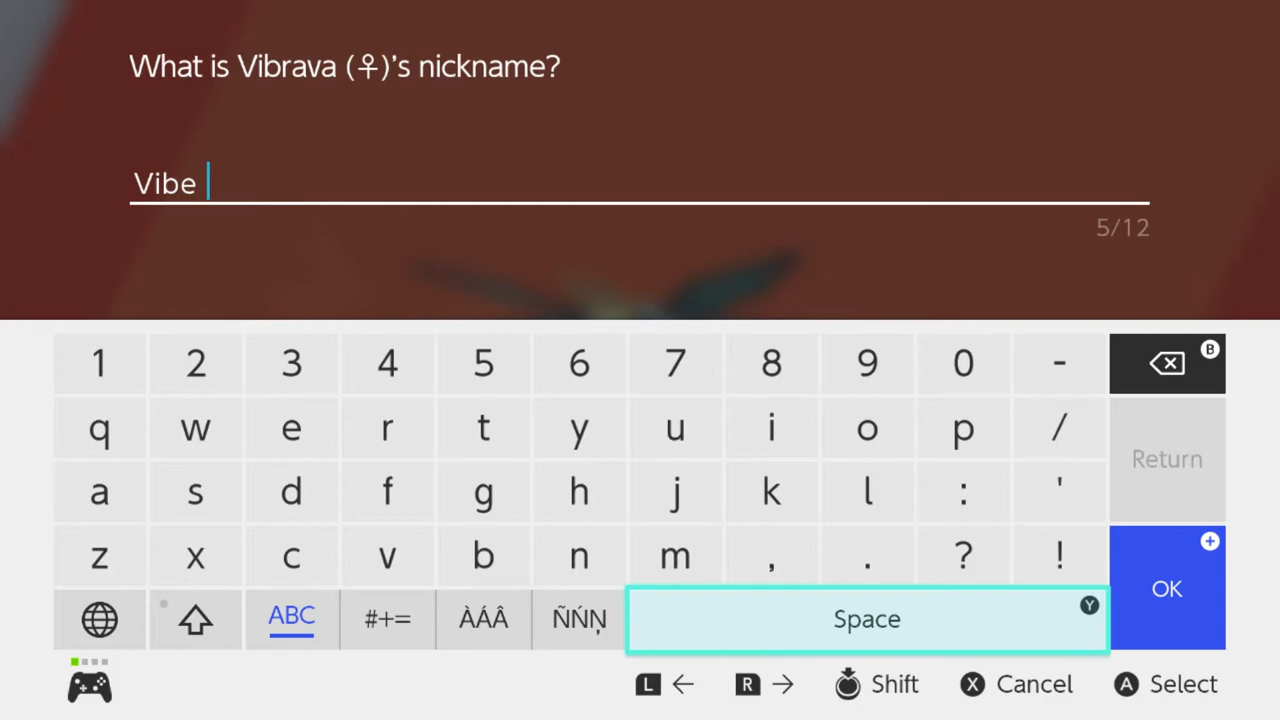 What is Vibrava (♀)'s nickname?
Vibe
5/12
1 2 3 4 5 6 7 8 9 0 - B
q w e r t y u i o p /
Return
a s d f g h j k l : '
z x c v b n m , . ? ! +
OK
ABC #+= ÀÁÂ ÑŃŅ Space Y
L ← R → Shift X Cancel A Select